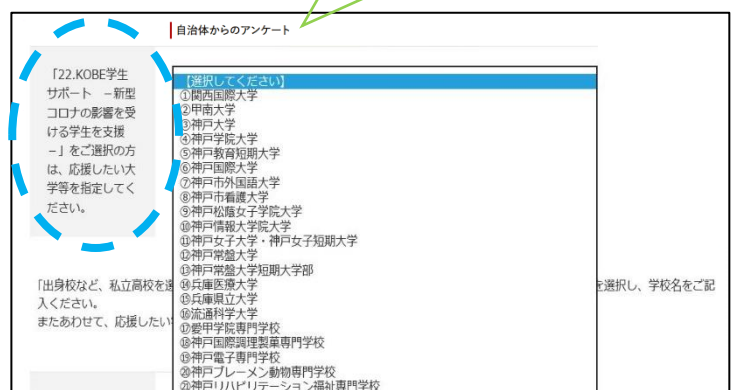 自治体からのアンケート
「22.KOBE学生
サポート －新型
コロナの影響を受
ける学生を支援
－」をご選択の方
は、応援したい大
学等を指定してく
ださい。
【選択してください】
①関西国際大学
②甲南大学
③神戸大学
④神戸学院大学
⑤神戸教育短期大学
⑥神戸国際大学
⑦神戸市外国語大学
⑧神戸市看護大学
⑨神戸松蔭女子学院大学
⑩神戸情報大学院大学
⑪神戸女子大学・神戸女子短期大学
⑫神戸常盤大学
⑬神戸常盤大学短期大学部
⑭兵庫医療大学
⑮兵庫県立大学
⑯流通科学大学
⑰愛甲学院専門学校
⑱神戸国際調理製菓専門学校
⑲神戸電子専門学校
⑳神戸ブレーメン動物専門学校
㉑神戸リハビリテーション福祉専門学校
「出身校など、私立高校を選 を選択し、学校名をご記
入ください。
またあわせて、応援したい